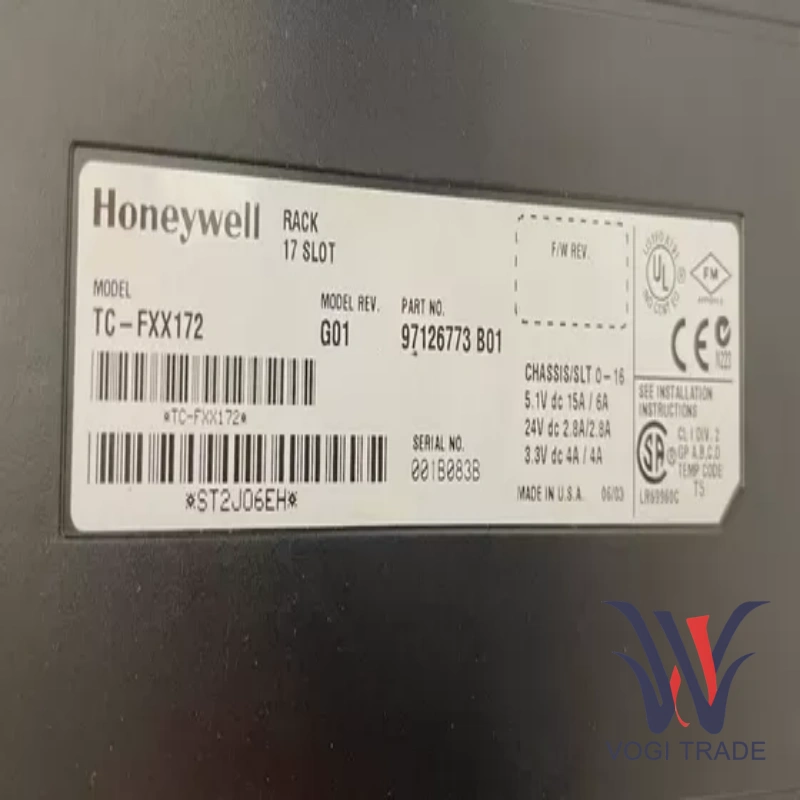 Honeywell
RACK
17 SLOT
MODEL
TC-FXX172
MODEL REV.
G01
PART NO.
97126773 B01
*TC-FXX172*
*ST2J06EH*
SERIAL NO.
001B083B
F/W REV.
CHASSIS/SLT 0-16
5.1V dc 15A / 6A
24V dc 2.8A/2.8A
3.3V dc 4A / 4A
MADE IN U.S.A. 06/03
UL
FM
CE
N223
SEE INSTALLATION
INSTRUCTIONS
SA
CL I DIV. 2
GP A,B,C,D
TEMP CODE
T5
VOGI TRADE